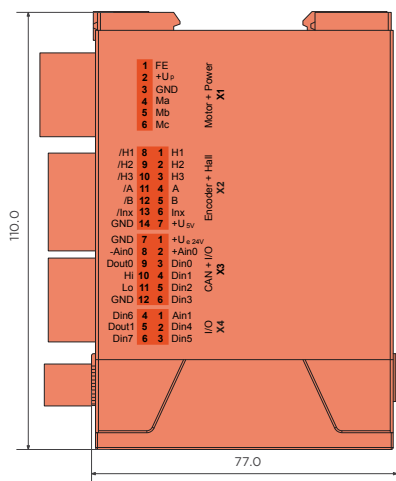 1 FE
2 +Up
3 GND
4 Ma
5 Mb
6 Mc
Motor + Power
X1
/H1 8 1 H1
/H2 9 2 H2
/H3 10 3 H3
/A 11 4 A
/B 12 5 B
/Inx 13 6 Inx
GND 14 7 +U5V
Encoder + Hall
X2
GND 7 1 +Ue 24V
-Ain0 8 2 +Ain0
Dout0 9 3 Din0
Hi 10 4 Din1
Lo 11 5 Din2
GND 12 6 Din3
CAN + I/O
X3
Din6 4 1 Ain1
Dout1 5 2 Din4
Din7 6 3 Din5
I/O
X4
110.0
77.0